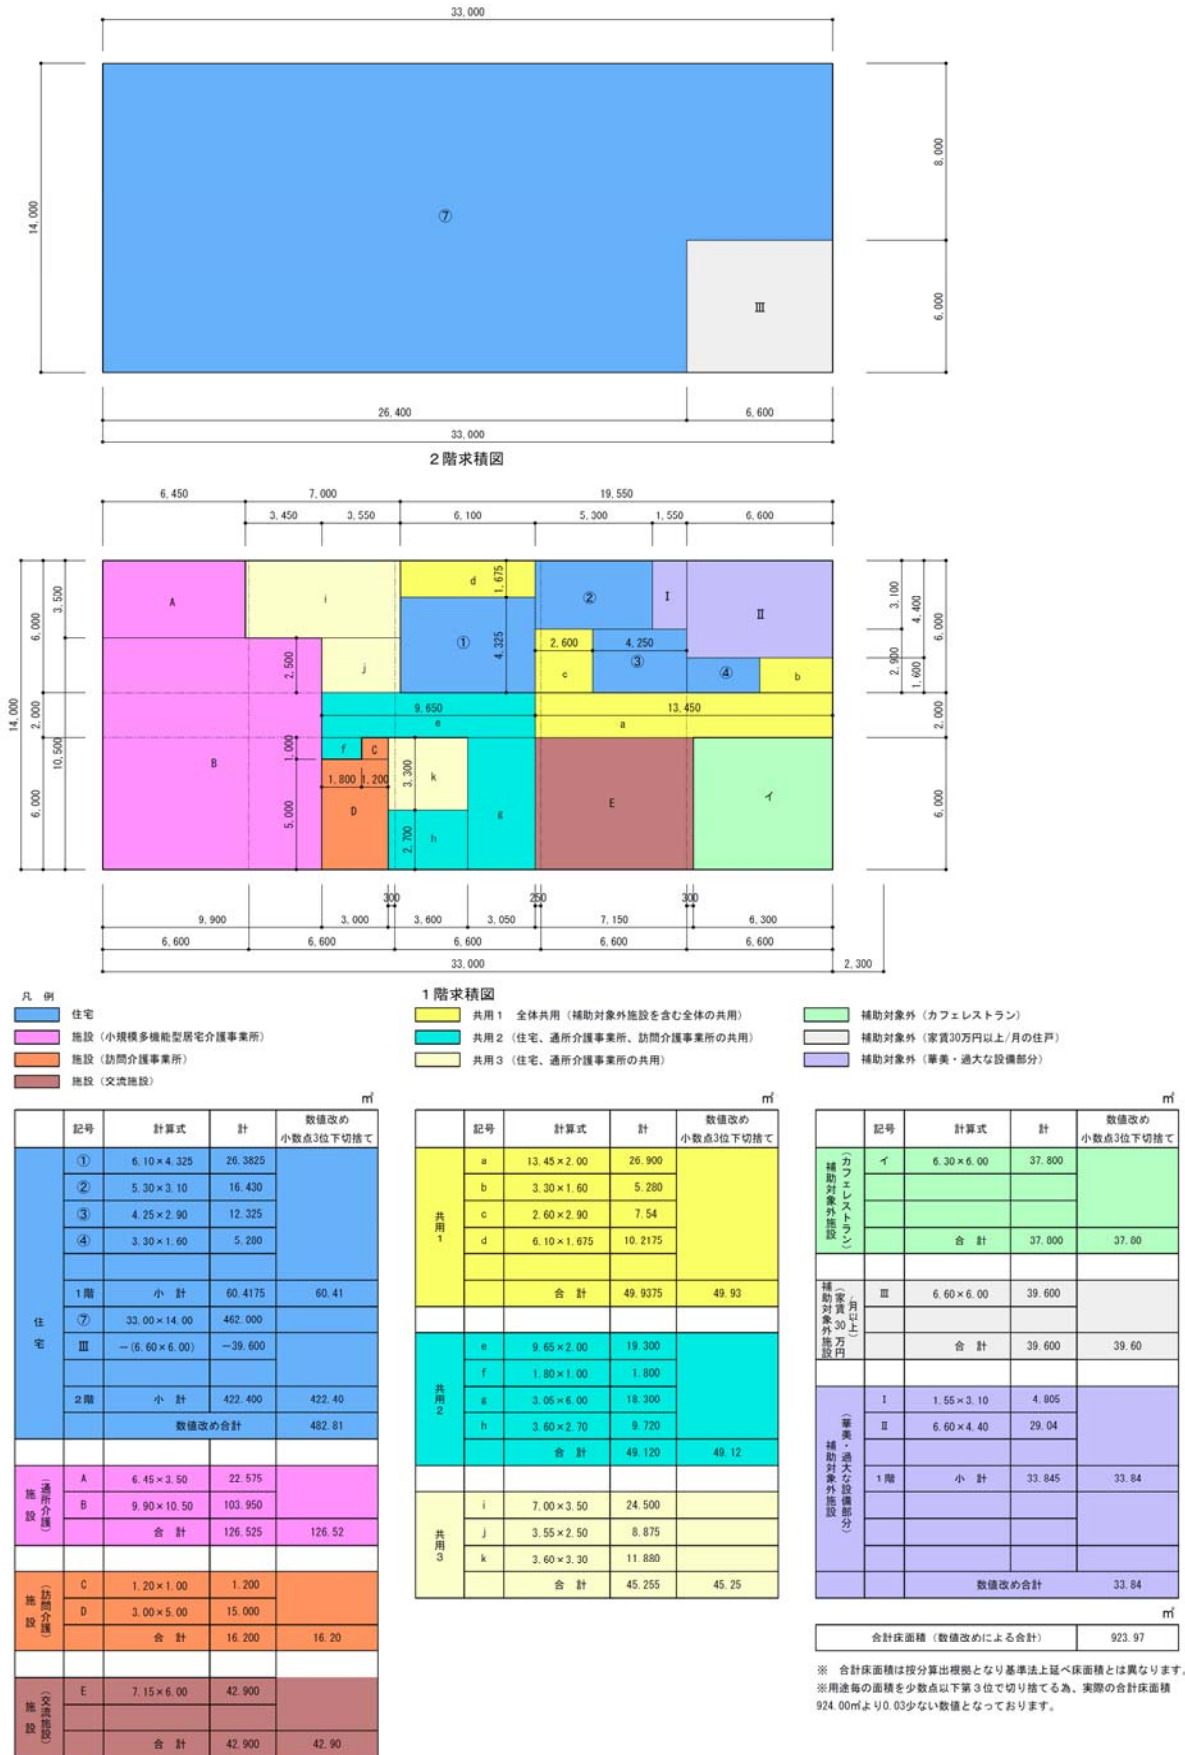 33,000
14,000
8,000
⑦
6,000
Ⅲ
26,400
6,600
33,000
2階求積図
6,450
7,000
19,550
3,450
3,550
6,100
5,300
1,550
6,600
14,000
6,000
2,000
6,000
3,500
10,500
A
i
d
1,675
②
Ⅰ
Ⅱ
①
4,325
2,600
4,250
③
④
b
c
j
2,500
3,100
2,900
4,400
1,600
6,000
2,000
6,000
9,650
13,450
e
a
B
1,000
5,000
f
C
1,800
1,200
D
3,300
k
2,700
h
g
E
イ
300
250
300
9,900
3,000
3,600
3,050
7,150
6,300
6,600
6,600
6,600
6,600
6,600
33,000
2,300
1階求積図
凡 例
住宅
施設（小規模多機能型居宅介護事業所）
施設（訪問介護事業所）
施設（交流施設）
共用1 全体共用（補助対象外施設を含む全体の共用）
共用2（住宅、通所介護事業所、訪問介護事業所の共用）
共用3（住宅、通所介護事業所の共用）
補助対象外（カフェレストラン）
補助対象外（家賃30万円以上/月の住戸）
補助対象外（華美・過大な設備部分）
㎡
記号 計算式 計 数値改め 小数点3位下切捨て
住宅
① 6.10×4.325 26.3825
② 5.30×3.10 16.430
③ 4.25×2.90 12.325
④ 3.30×1.60 5.280
1階 小 計 60.4175 60.41
⑦ 33.00×14.00 462.000
Ⅲ −(6.60×6.00) −39.600
2階 小 計 422.400 422.40
数値改め合計 482.81
施設（通所介護）
A 6.45×3.50 22.575
B 9.90×10.50 103.950
合 計 126.525 126.52
施設（訪問介護）
C 1.20×1.00 1.200
D 3.00×5.00 15.000
合 計 16.200 16.20
施設（交流施設）
E 7.15×6.00 42.900
合 計 42.900 42.90
㎡
記号 計算式 計 数値改め 小数点3位下切捨て
共用1
a 13.45×2.00 26.900
b 3.30×1.60 5.280
c 2.60×2.90 7.54
d 6.10×1.675 10.2175
合 計 49.9375 49.93
共用2
e 9.65×2.00 19.300
f 1.80×1.00 1.800
g 3.05×6.00 18.300
h 3.60×2.70 9.720
合 計 49.120 49.12
共用3
i 7.00×3.50 24.500
j 3.55×2.50 8.875
k 3.60×3.30 11.880
合 計 45.255 45.25
㎡
記号 計算式 計 数値改め 小数点3位下切捨て
補助対象外施設（カフェレストラン）
イ 6.30×6.00 37.800
合 計 37.800 37.80
補助対象外施設（家賃30万円/月以上）
Ⅲ 6.60×6.00 39.600
合 計 39.600 39.60
補助対象外施設（華美・過大な設備部分）
Ⅰ 1.55×3.10 4.805
Ⅱ 6.60×4.40 29.04
1階 小 計 33.845 33.84
数値改め合計 33.84
㎡
合計床面積（数値改めによる合計） 923.97
※ 合計床面積は按分算出根拠となり基準法上延べ床面積とは異なります。
※用途毎の面積を少数点以下第3位で切り捨てる為、実際の合計床面積
924.00㎡より0.03少ない数値となっております。